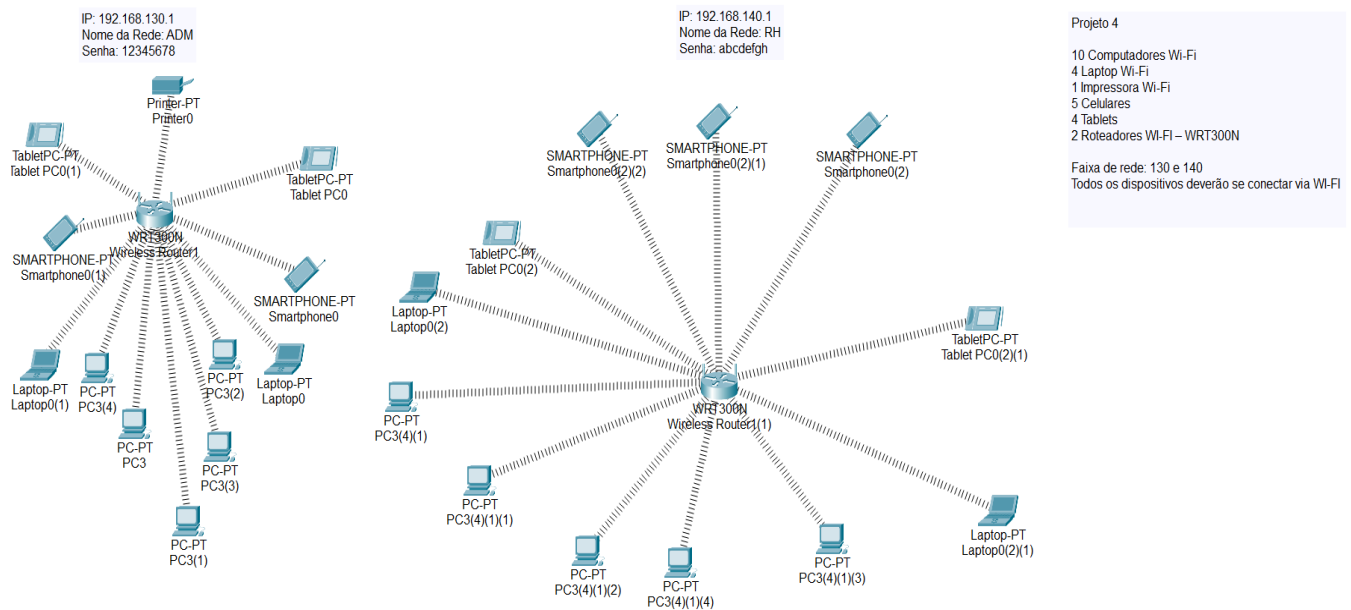 IP: 192.168.130.1
Nome da Rede: ADM
Senha: 12345678
Printer-PT
Printer0
TabletPC-PT
Tablet PC0(1)
TabletPC-PT
Tablet PC0
WRT300N
Wireless Router1
SMARTPHONE-PT
Smartphone0(1)
SMARTPHONE-PT
Smartphone0
Laptop-PT
Laptop0(1)
PC-PT
PC3(4)
PC-PT
PC3
PC-PT
PC3(2)
Laptop-PT
Laptop0
PC-PT
PC3(3)
PC-PT
PC3(1)
IP: 192.168.140.1
Nome da Rede: RH
Senha: abcdefgh
SMARTPHONE-PT
Smartphone0(2)(2)
SMARTPHONE-PT
Smartphone0(2)(1)
SMARTPHONE-PT
Smartphone0(2)
TabletPC-PT
Tablet PC0(2)
Laptop-PT
Laptop0(2)
TabletPC-PT
Tablet PC0(2)(1)
WRT300N
Wireless Router1(1)
PC-PT
PC3(4)(1)
PC-PT
PC3(4)(1)(1)
PC-PT
PC3(4)(1)(2)
PC-PT
PC3(4)(1)(4)
PC-PT
PC3(4)(1)(3)
Laptop-PT
Laptop0(2)(1)
Projeto 4
10 Computadores Wi-Fi
4 Laptop Wi-Fi
1 Impressora Wi-Fi
5 Celulares
4 Tablets
2 Roteadores WI-FI – WRT300N
Faixa de rede: 130 e 140
Todos os dispositivos deverão se conectar via WI-FI